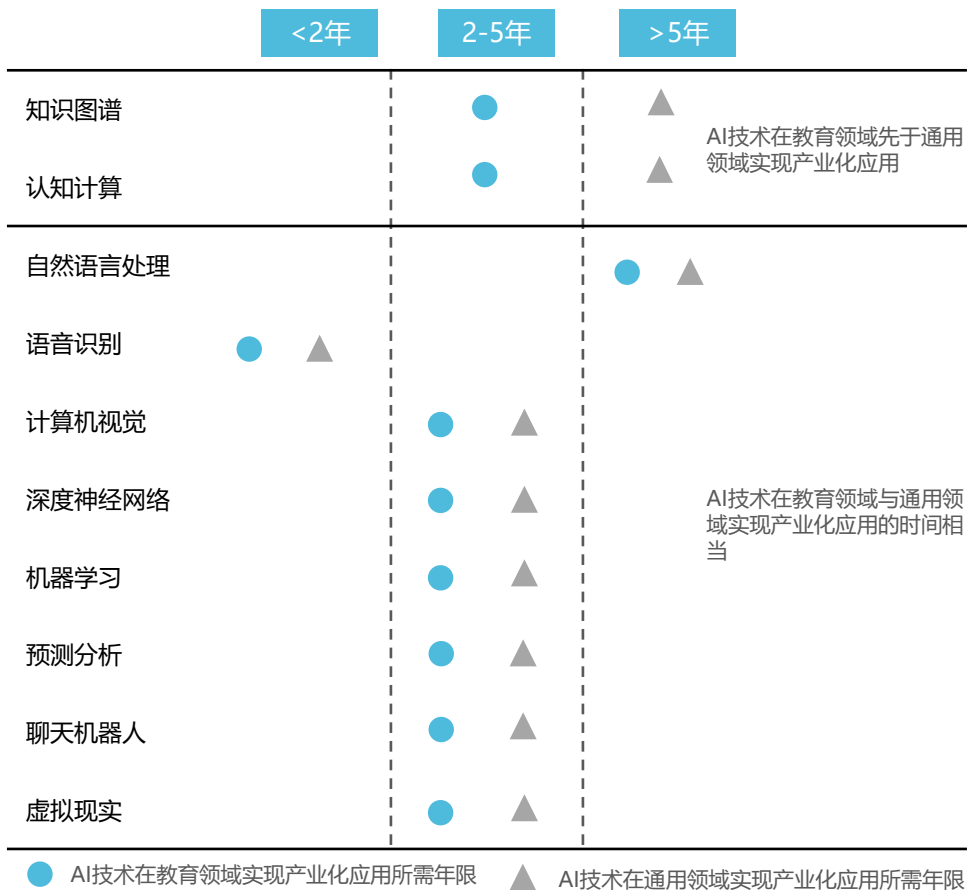 <2年 2-5年 >5年
知识图谱
AI技术在教育领域先于通用
领域实现产业化应用
认知计算
自然语言处理
语音识别
计算机视觉
深度神经网络
AI技术在教育领域与通用领
域实现产业化应用的时间相
当
机器学习
预测分析
聊天机器人
虚拟现实
AI技术在教育领域实现产业化应用所需年限 AI技术在通用领域实现产业化应用所需年限